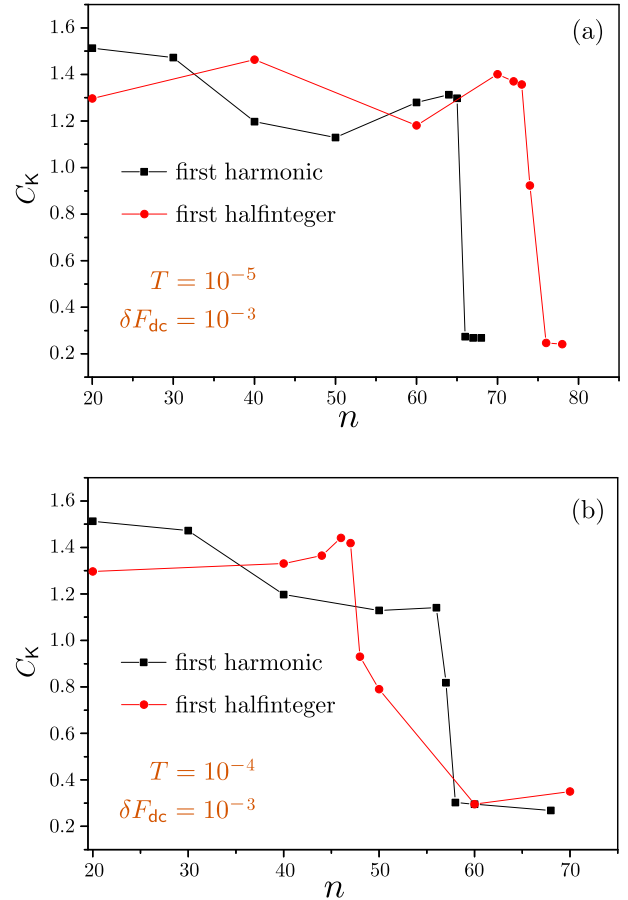 (a)
1.6
1.4
1.2
1.0
0.8
0.6
0.4
0.2
C_K
first harmonic
first halfinteger
T = 10⁻⁵
δF_dc = 10⁻³
20 30 40 50 60 70 80
n
(b)
1.6
1.4
1.2
1.0
0.8
0.6
0.4
0.2
C_K
first harmonic
first halfinteger
T = 10⁻⁴
δF_dc = 10⁻³
20 30 40 50 60 70
n